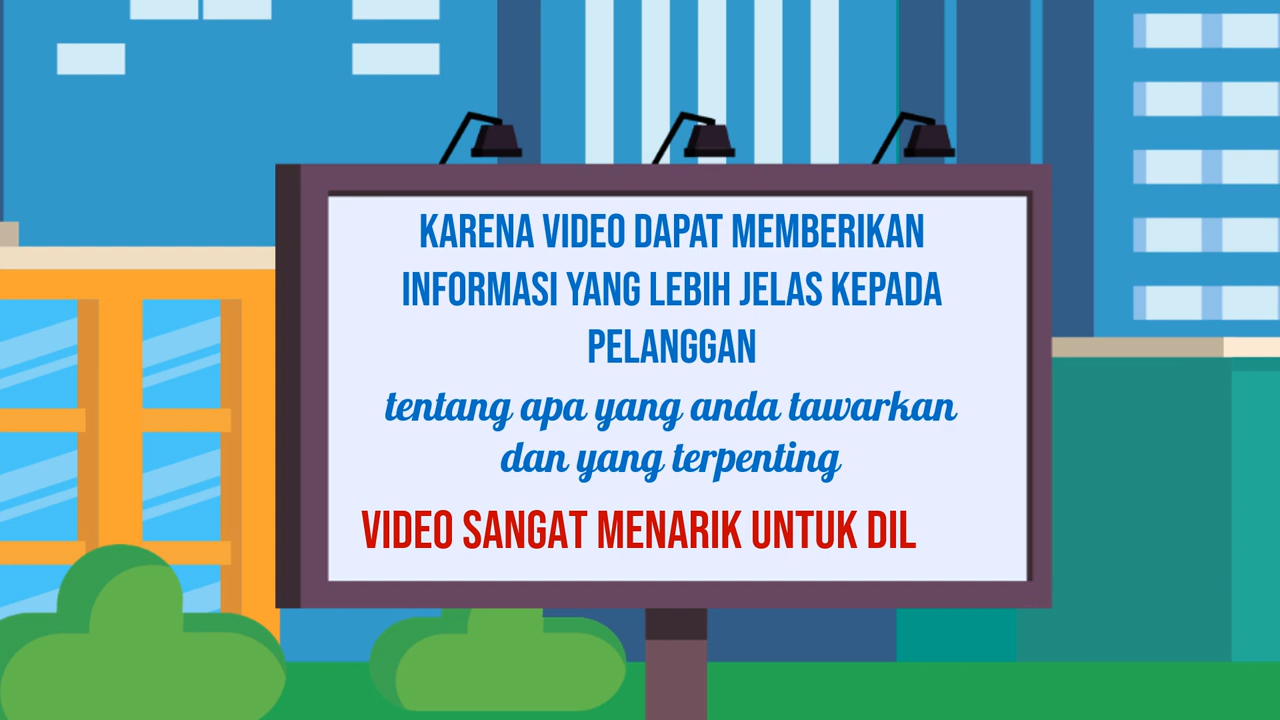 KARENA VIDEO DAPAT MEMBERIKAN
INFORMASI YANG LEBIH JELAS KEPADA
PELANGGAN
tentang apa yang anda tawarkan
dan yang terpenting
VIDEO SANGAT MENARIK UNTUK DIL